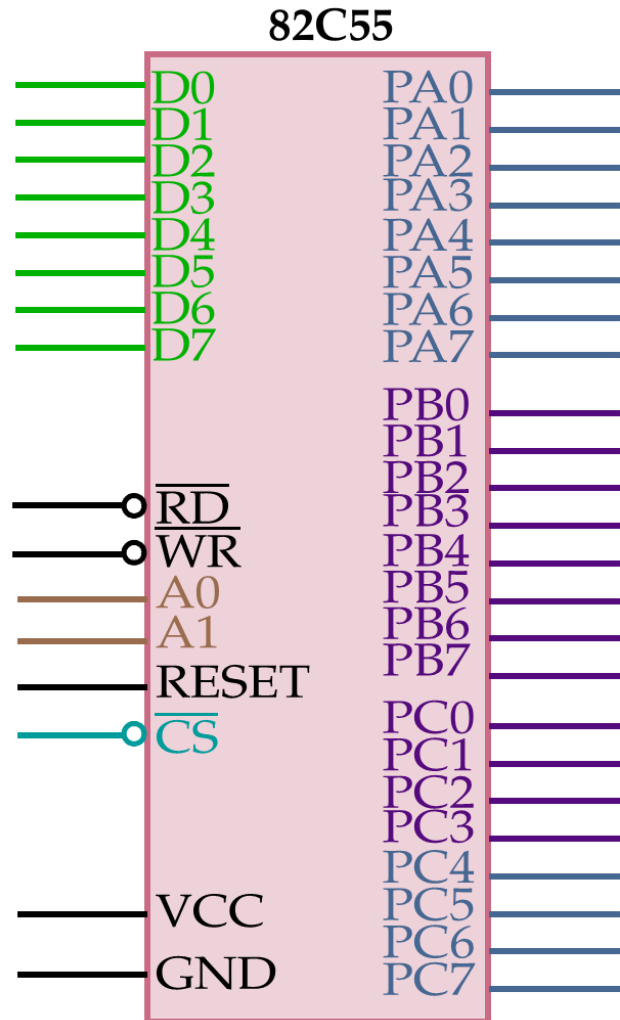 82C55
D0
D1
D2
D3
D4
D5
D6
D7
RD
WR
A0
A1
RESET
CS
VCC
GND
PA0
PA1
PA2
PA3
PA4
PA5
PA6
PA7
PB0
PB1
PB2
PB3
PB4
PB5
PB6
PB7
PC0
PC1
PC2
PC3
PC4
PC5
PC6
PC7